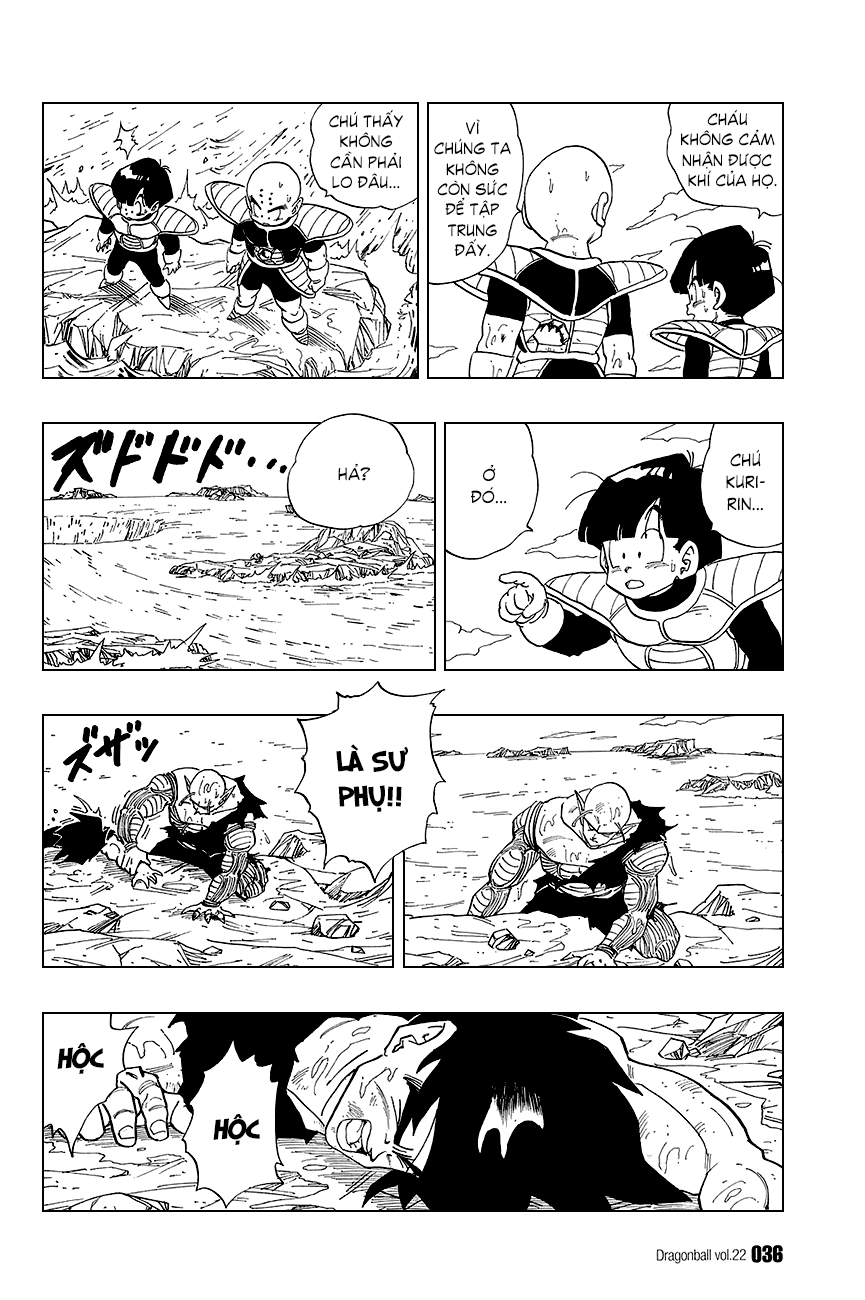 CHÁU
KHÔNG CẢM
NHẬN ĐƯỢC
KHÍ CỦA HỌ.
VÌ
CHÚNG TA
KHÔNG
CÒN SỨC
ĐỂ TẬP
TRUNG
ĐẤY.
CHÚ THẤY
KHÔNG
CẦN PHẢI
LO ĐÂU...
CHÚ
KURI-
RIN...
Ở
ĐÓ...
HẢ?
ズドドド...
LÀ SƯ
PHỤ!!
ズザッ
HỘC
HỘC
Dragonball vol.22 036